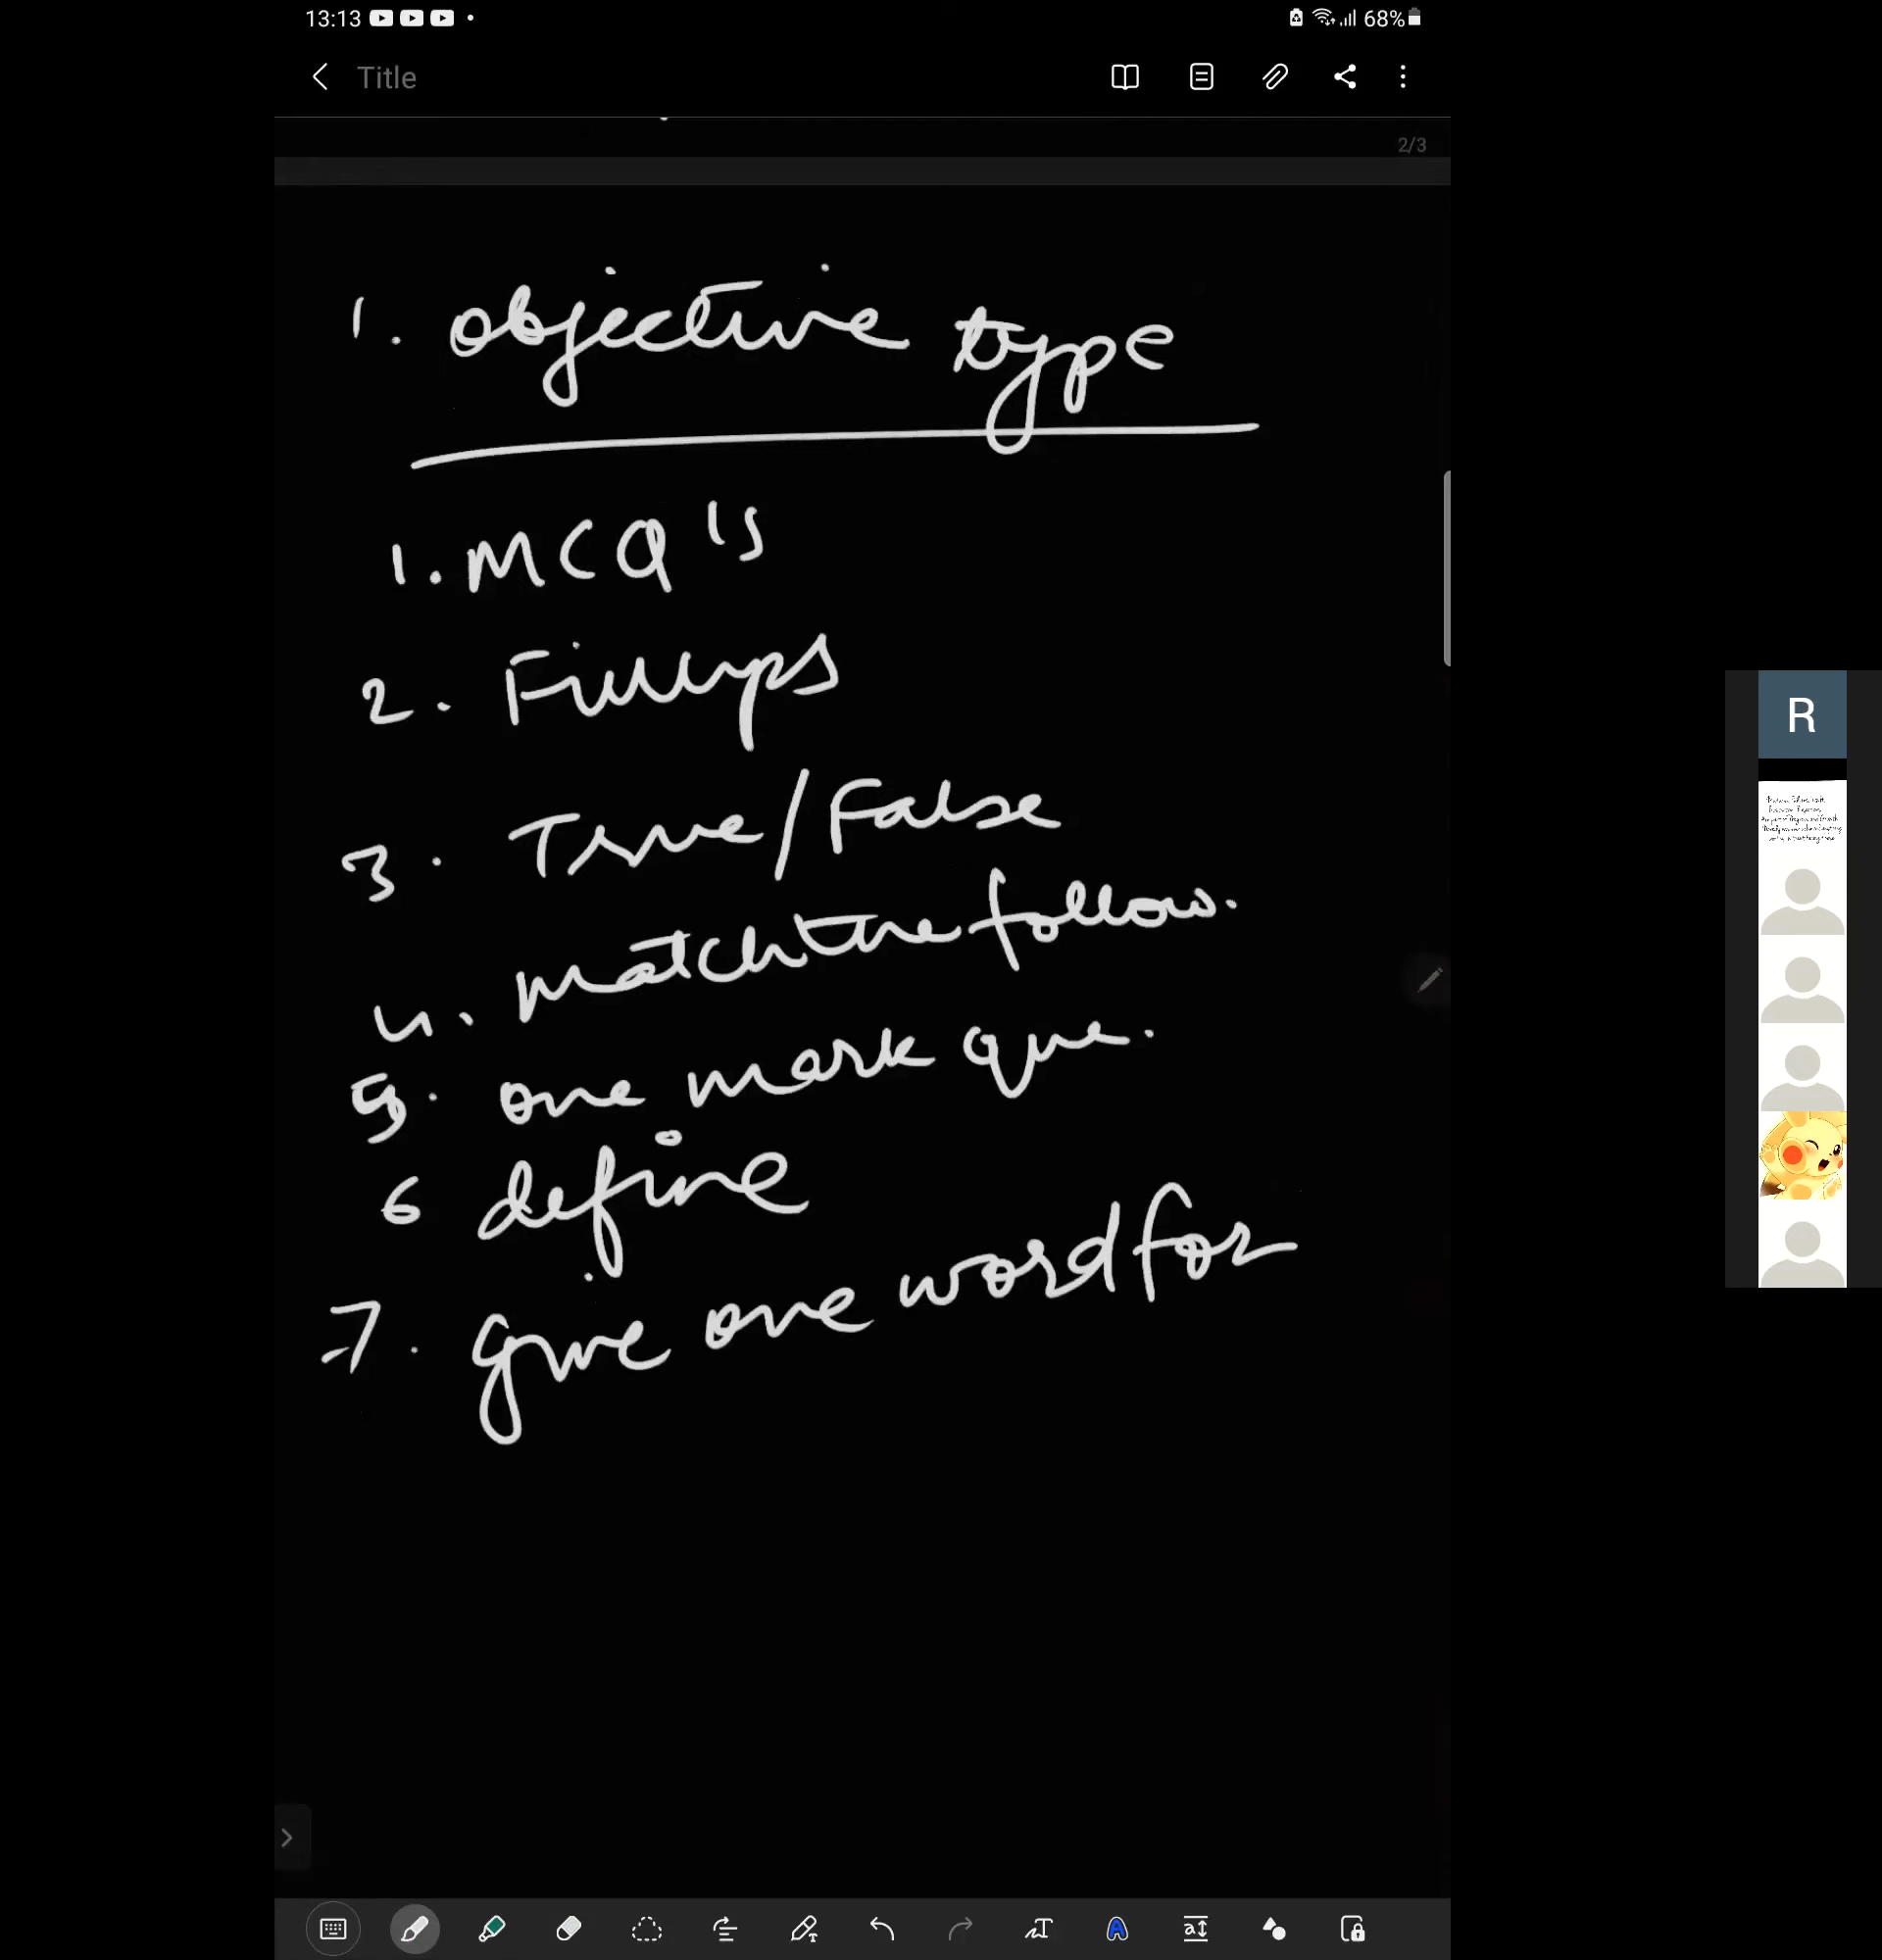 13:13
68%
Title
2/3
1. objective type
1. MCQ's
2. Fillups
3. True/False
4. match the follow.
5. one mark que.
6 define
7. give one word for
R